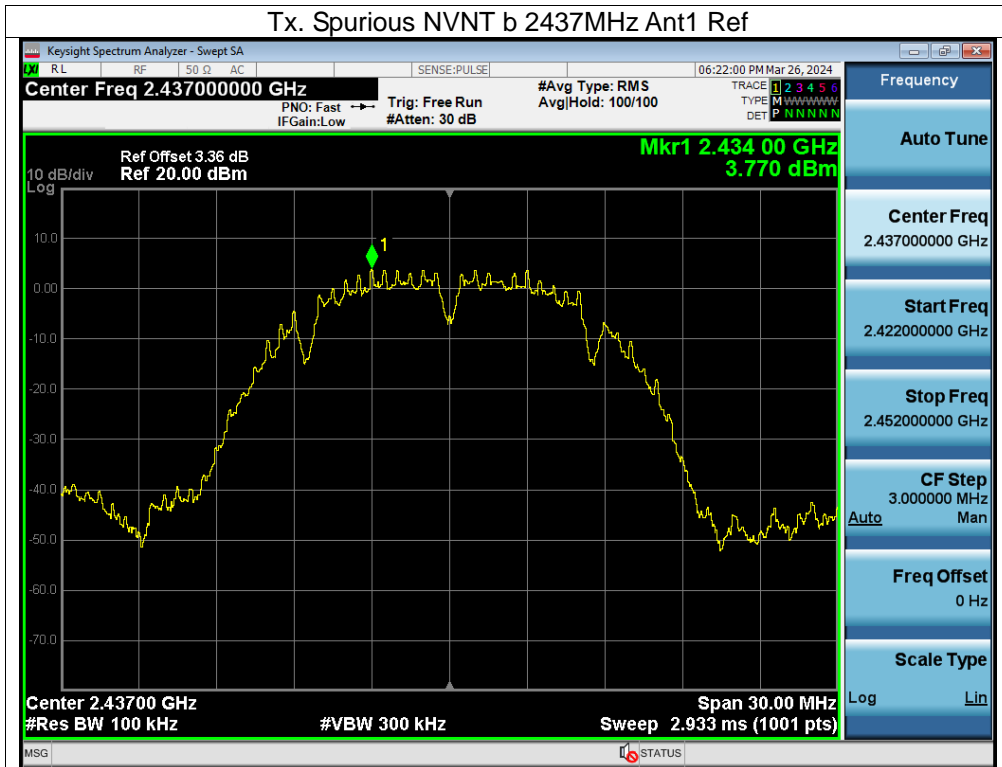 Tx. Spurious NVNT b 2437MHz Ant1 Ref
Keysight Spectrum Analyzer - Swept SA
LXI RL RF 50 Ω AC SENSE:PULSE 06:22:00 PM Mar 26, 2024
Center Freq 2.437000000 GHz
PNO: Fast
IFGain:Low
Trig: Free Run
#Atten: 30 dB
#Avg Type: RMS
Avg|Hold: 100/100
TRACE 1 2 3 4 5 6
TYPE M WWWWW
DET P N N N N N
Mkr1 2.434 00 GHz
3.770 dBm
Ref Offset 3.36 dB
10 dB/div Ref 20.00 dBm
Log
1
10.0
0.00
-10.0
-20.0
-30.0
-40.0
-50.0
-60.0
-70.0
Center 2.43700 GHz Span 30.00 MHz
#Res BW 100 kHz #VBW 300 kHz Sweep 2.933 ms (1001 pts)
MSG STATUS
Frequency
Auto Tune
Center Freq
2.437000000 GHz
Start Freq
2.422000000 GHz
Stop Freq
2.452000000 GHz
CF Step
3.000000 MHz
Auto Man
Freq Offset
0 Hz
Scale Type
Log Lin